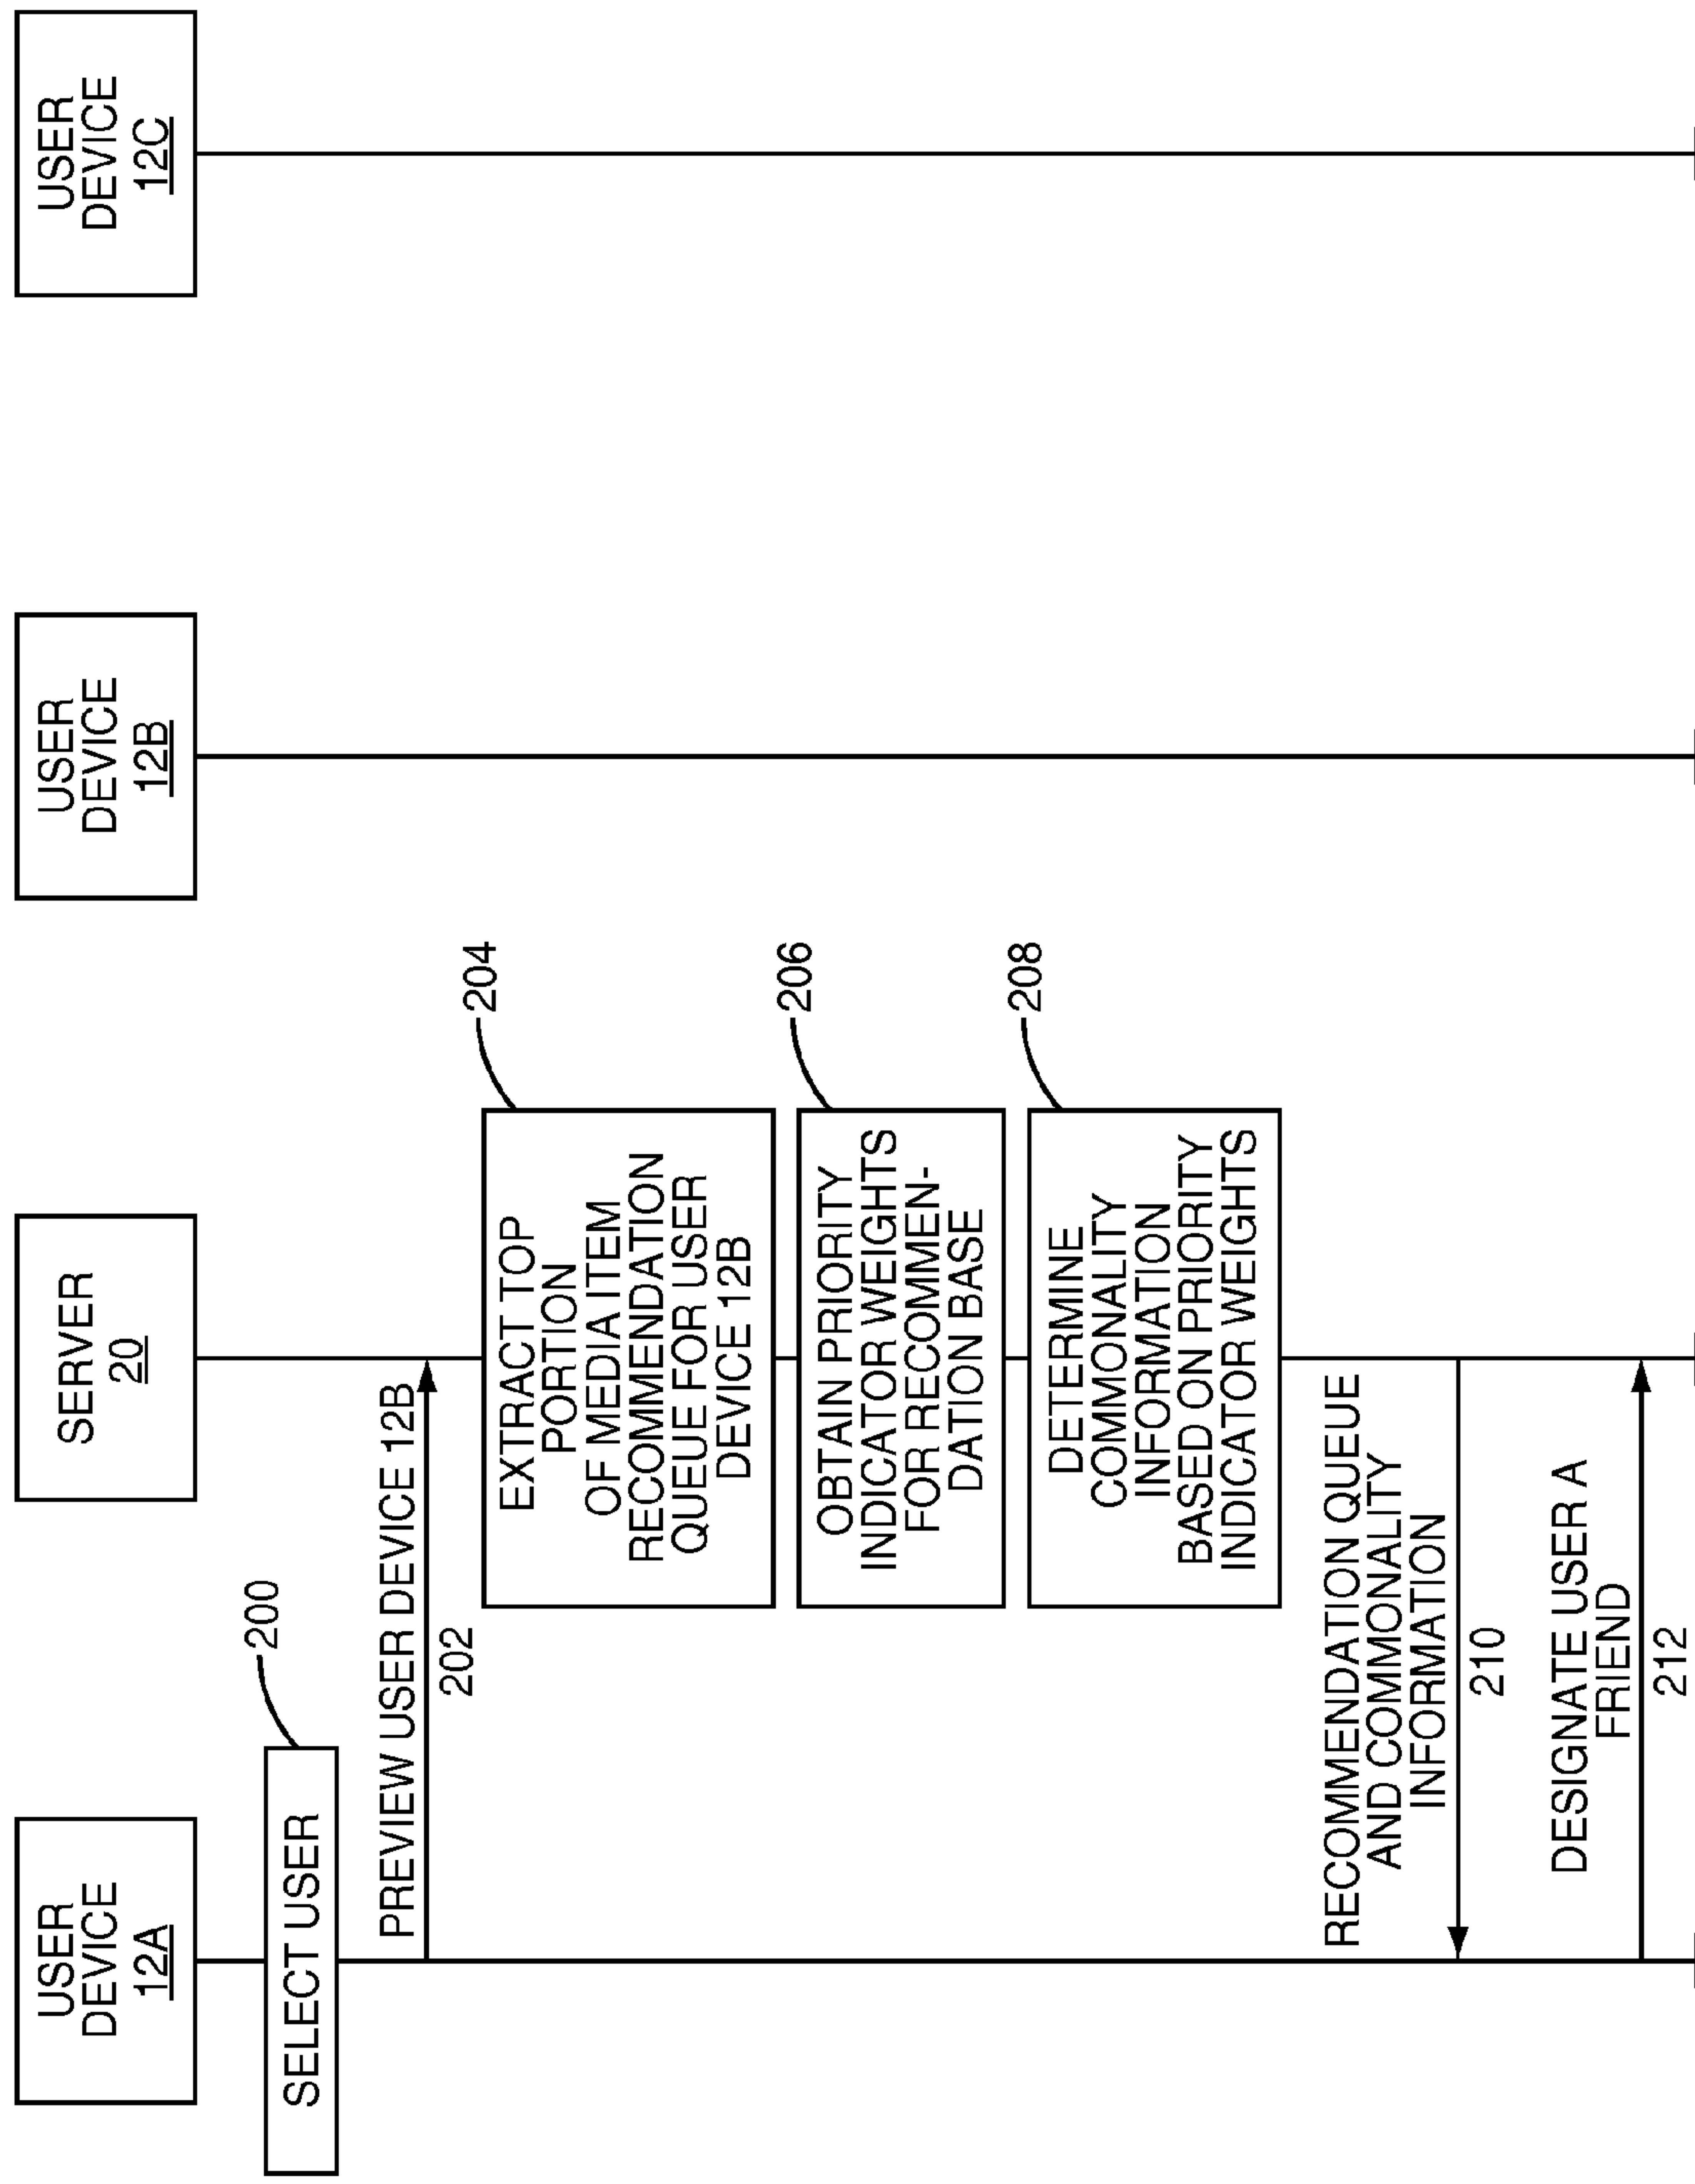 USER
DEVICE
12A
SERVER
20
USER
DEVICE
12B
USER
DEVICE
12C
200
SELECT USER
PREVIEW USER DEVICE 12B
202
204
EXTRACT TOP
PORTION
OF MEDIA ITEM
RECOMMENDATION
QUEUE FOR USER
DEVICE 12B
206
OBTAIN PRIORITY
INDICATOR WEIGHTS
FOR RECOMMEN-
DATION BASE
208
DETERMINE
COMMONALITY
INFORMATION
BASED ON PRIORITY
INDICATOR WEIGHTS
RECOMMENDATION QUEUE
AND COMMONALITY
INFORMATION
210
DESIGNATE USER A
FRIEND
212